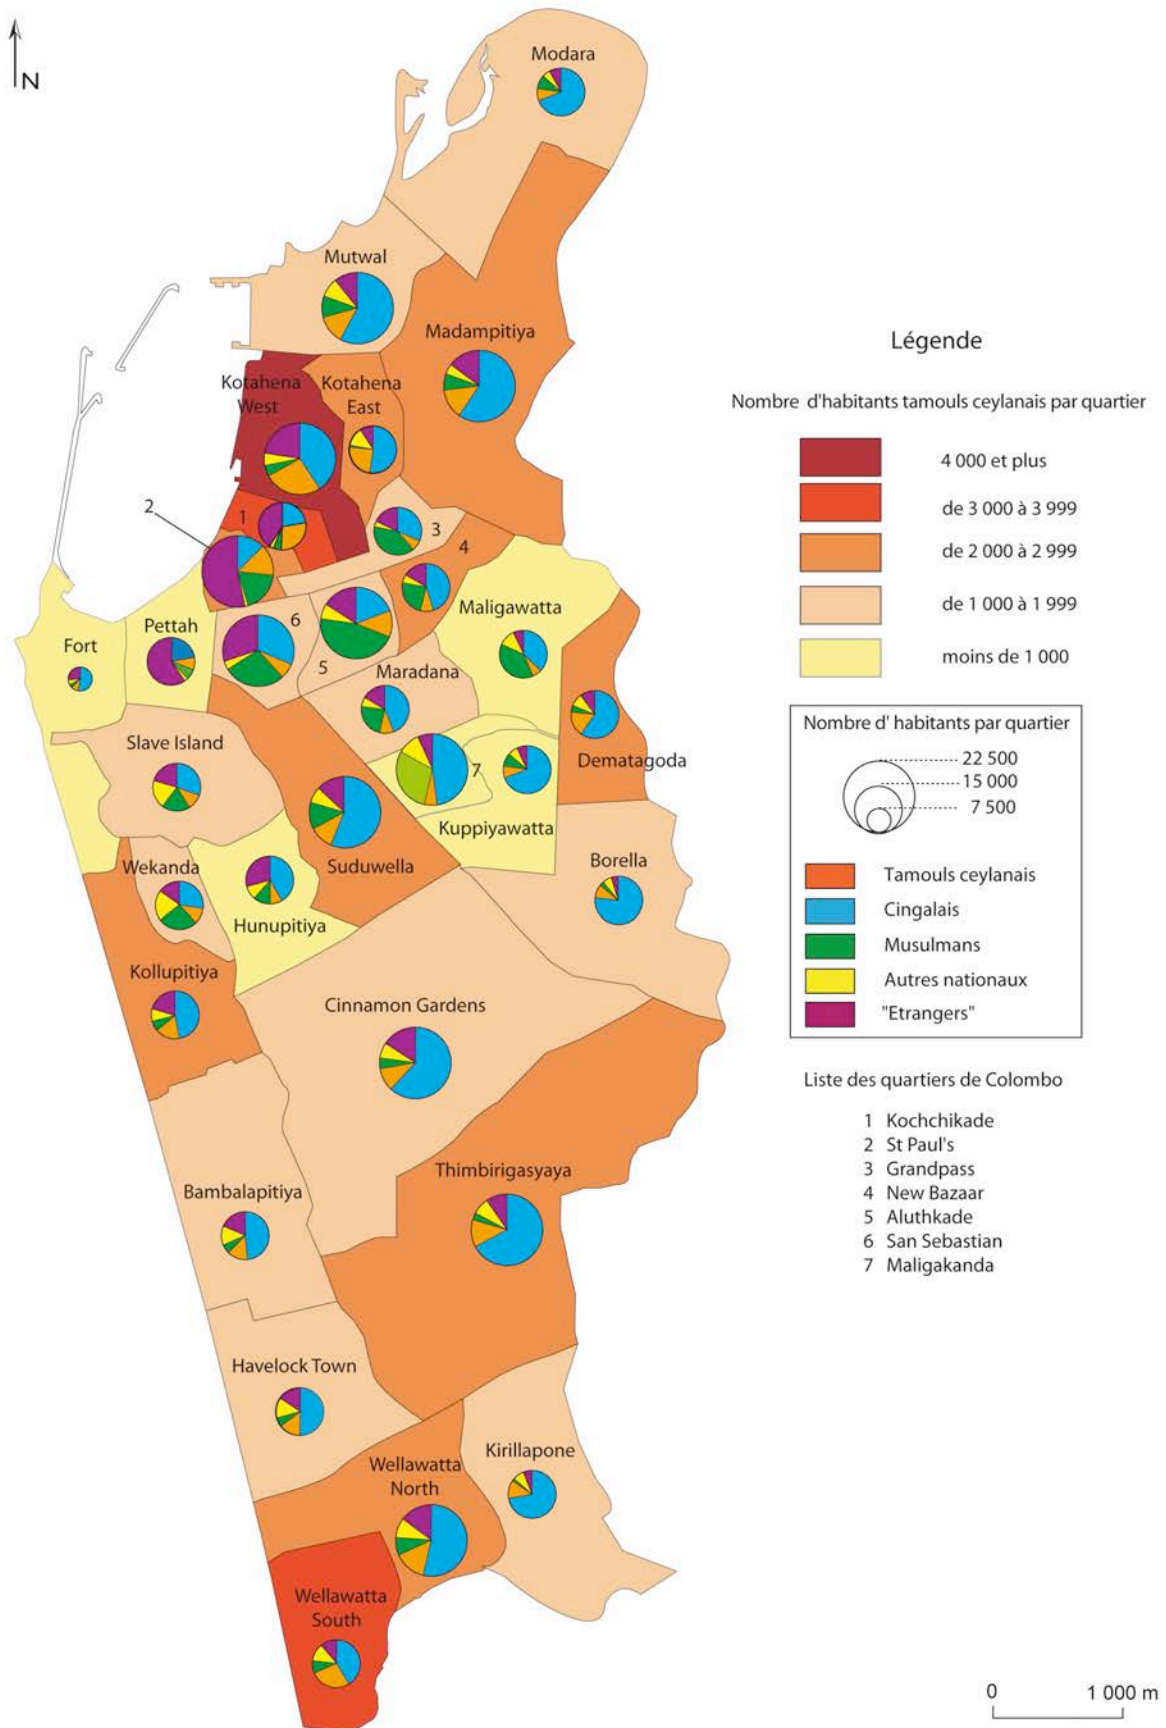 N
Modara
Mutwal
Madampitiya
Kotahena
West
Kotahena
East
2
1
3
4
Maligawatta
Fort
Pettah
6
5
Maradana
Slave Island
7
Dematagoda
Kuppiyawatta
Suduwella
Wekanda
Hunupitiya
Borella
Kollupitiya
Cinnamon Gardens
Thimbirigasyaya
Bambalapitiya
Havelock Town
Wellawatta
North
Kirillapone
Wellawatta
South
Légende
Nombre d'habitants tamouls ceylanais par quartier
4 000 et plus
de 3 000 à 3 999
de 2 000 à 2 999
de 1 000 à 1 999
moins de 1 000
Nombre d' habitants par quartier
22 500
15 000
7 500
Tamouls ceylanais
Cingalais
Musulmans
Autres nationaux
"Etrangers"
Liste des quartiers de Colombo
1 Kochchikade
2 St Paul's
3 Grandpass
4 New Bazaar
5 Aluthkade
6 San Sebastian
7 Maligakanda
0 1 000 m